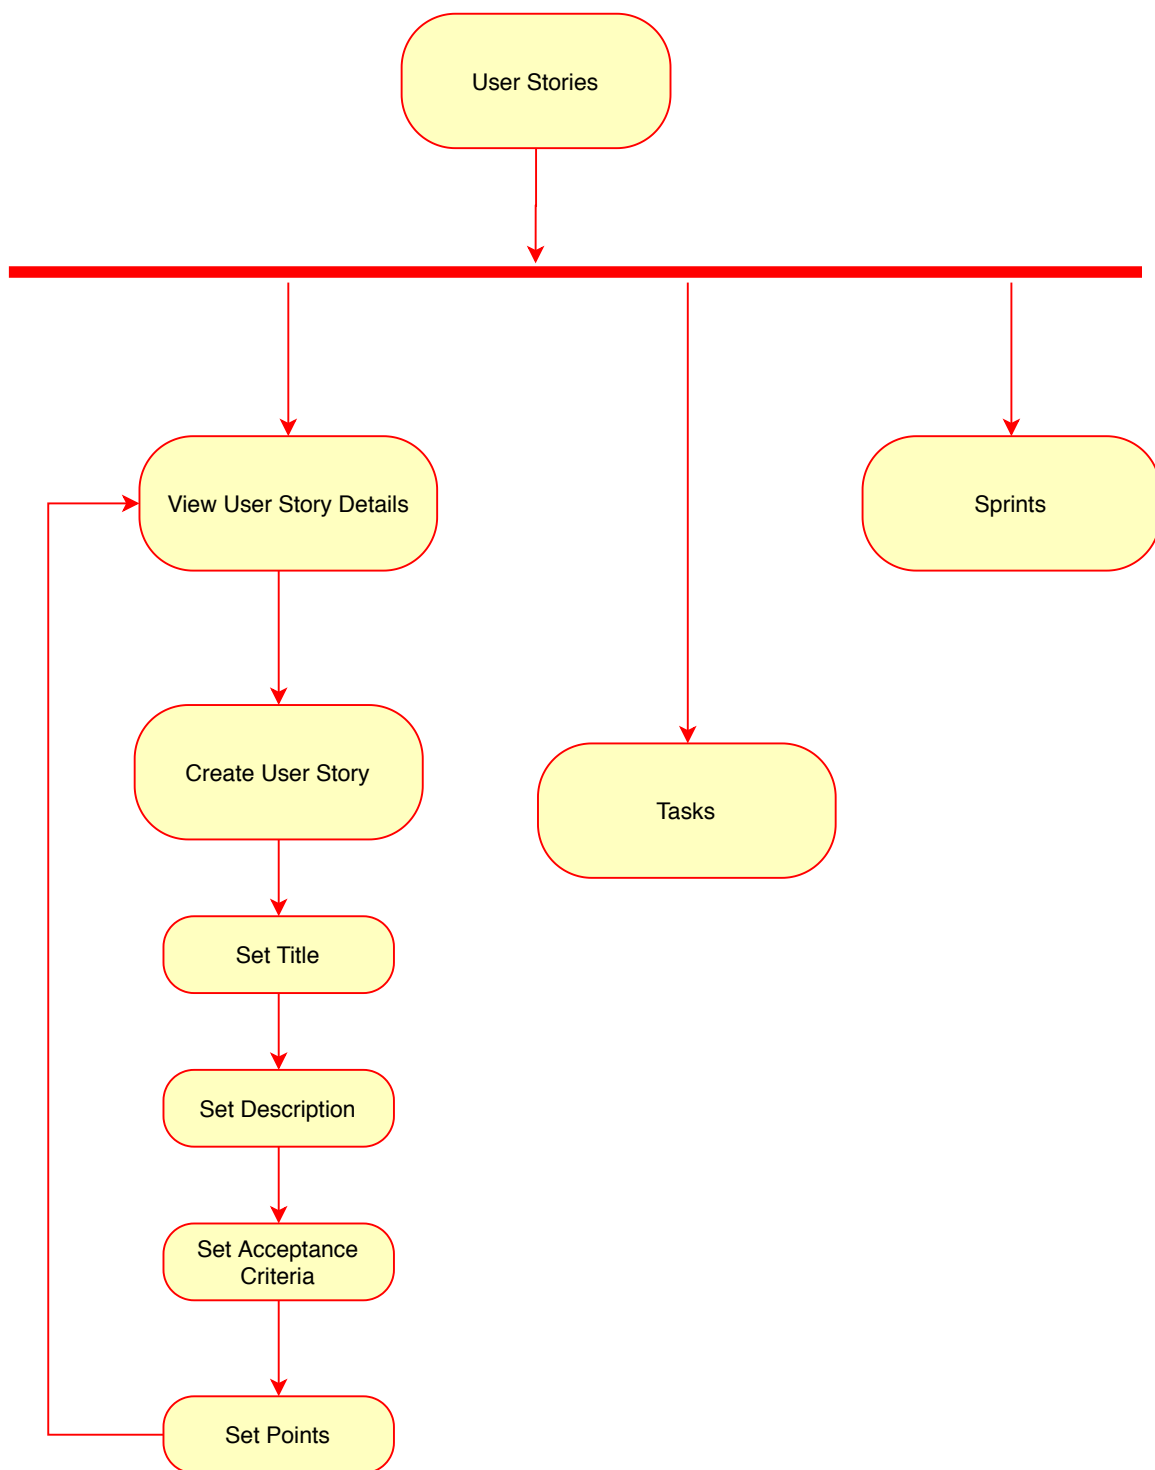 User Stories
View User Story Details
Sprints
Create User Story
Tasks
Set Title
Set Description
Set Acceptance
Criteria
Set Points